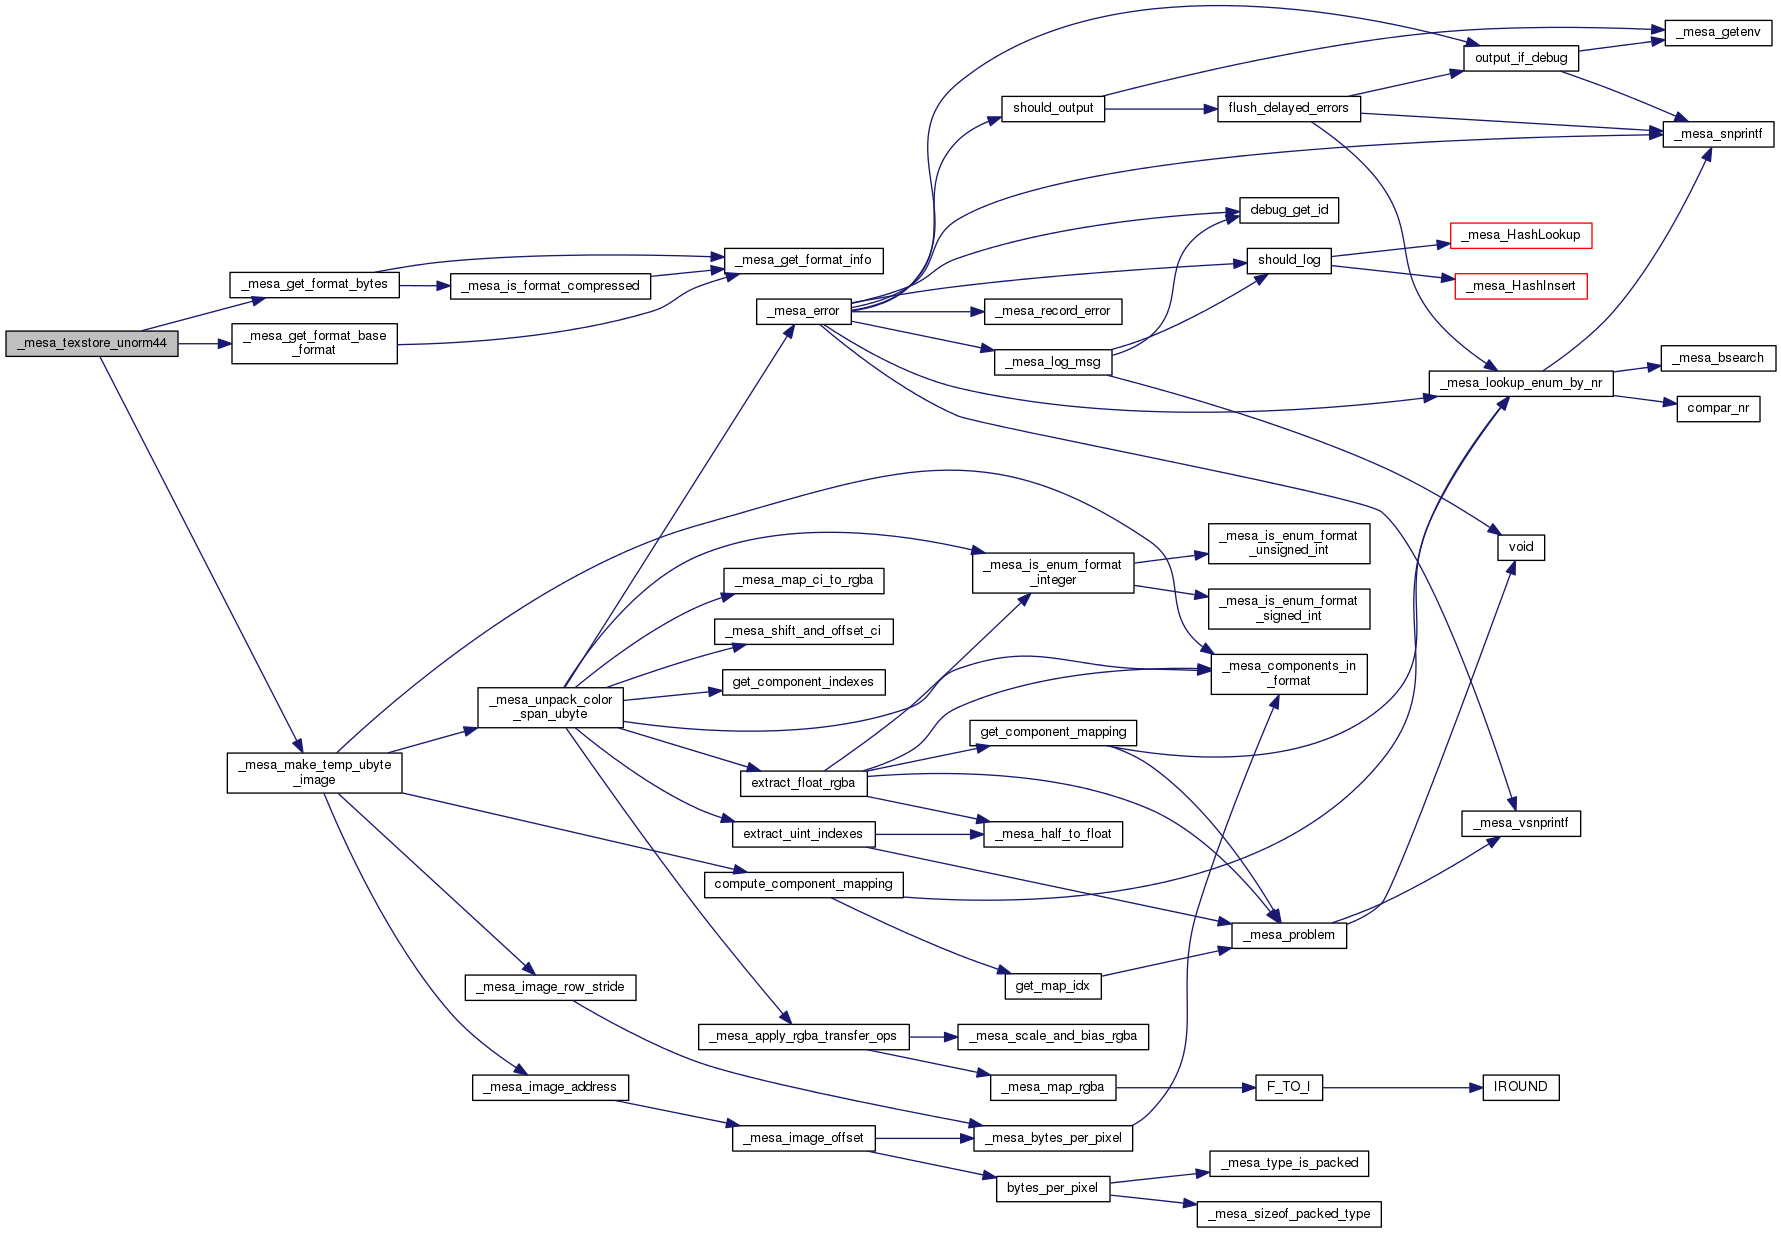 _mesa_texstore_unorm44
_mesa_get_format_bytes
_mesa_get_format_base
_format
_mesa_make_temp_ubyte
_image
_mesa_is_format_compressed
_mesa_unpack_color
_span_ubyte
_mesa_image_row_stride
_mesa_image_address
_mesa_get_format_info
_mesa_error
_mesa_map_ci_to_rgba
_mesa_shift_and_offset_ci
get_component_indexes
extract_float_rgba
extract_uint_indexes
compute_component_mapping
_mesa_apply_rgba_transfer_ops
_mesa_image_offset
should_output
_mesa_record_error
_mesa_log_msg
_mesa_is_enum_format
_integer
get_component_mapping
_mesa_half_to_float
get_map_idx
_mesa_scale_and_bias_rgba
_mesa_map_rgba
_mesa_bytes_per_pixel
bytes_per_pixel
flush_delayed_errors
debug_get_id
should_log
_mesa_is_enum_format
_unsigned_int
_mesa_is_enum_format
_signed_int
_mesa_components_in
_format
_mesa_problem
F_TO_I
_mesa_type_is_packed
_mesa_sizeof_packed_type
output_if_debug
_mesa_HashLookup
_mesa_HashInsert
_mesa_lookup_enum_by_nr
void
_mesa_vsnprintf
IROUND
_mesa_getenv
_mesa_snprintf
_mesa_bsearch
compar_nr